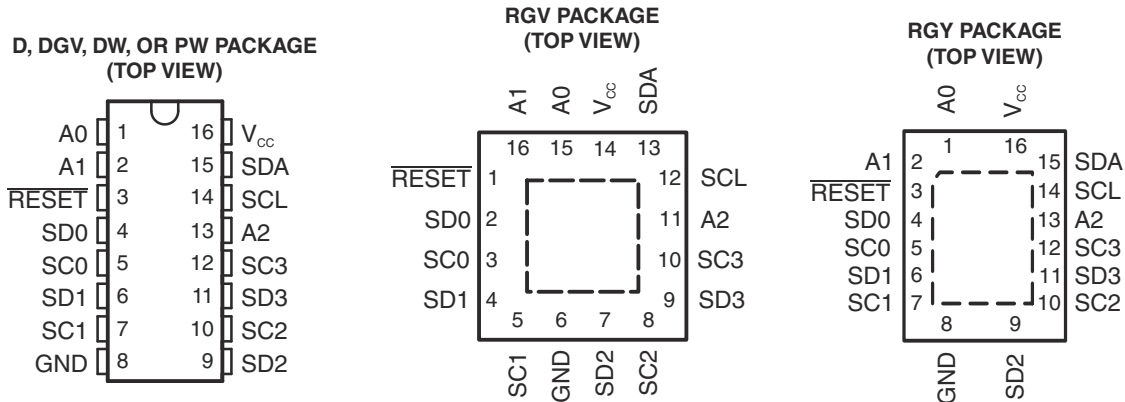 D, DGV, DW, OR PW PACKAGE
(TOP VIEW)
A0 1 16 VCC
A1 2 15 SDA
RESET 3 14 SCL
SD0 4 13 A2
SC0 5 12 SC3
SD1 6 11 SD3
SC1 7 10 SC2
GND 8 9 SD2
RGV PACKAGE
(TOP VIEW)
A1 A0 VCC SDA
16 15 14 13
RESET 1 12 SCL
SD0 2 11 A2
SC0 3 10 SC3
SD1 4 9 SD3
5 6 7 8
SC1 GND SD2 SC2
RGY PACKAGE
(TOP VIEW)
A0 VCC
1 16
A1 2 15 SDA
RESET 3 14 SCL
SD0 4 13 A2
SC0 5 12 SC3
SD1 6 11 SD3
SC1 7 10 SC2
8 9
GND SD2